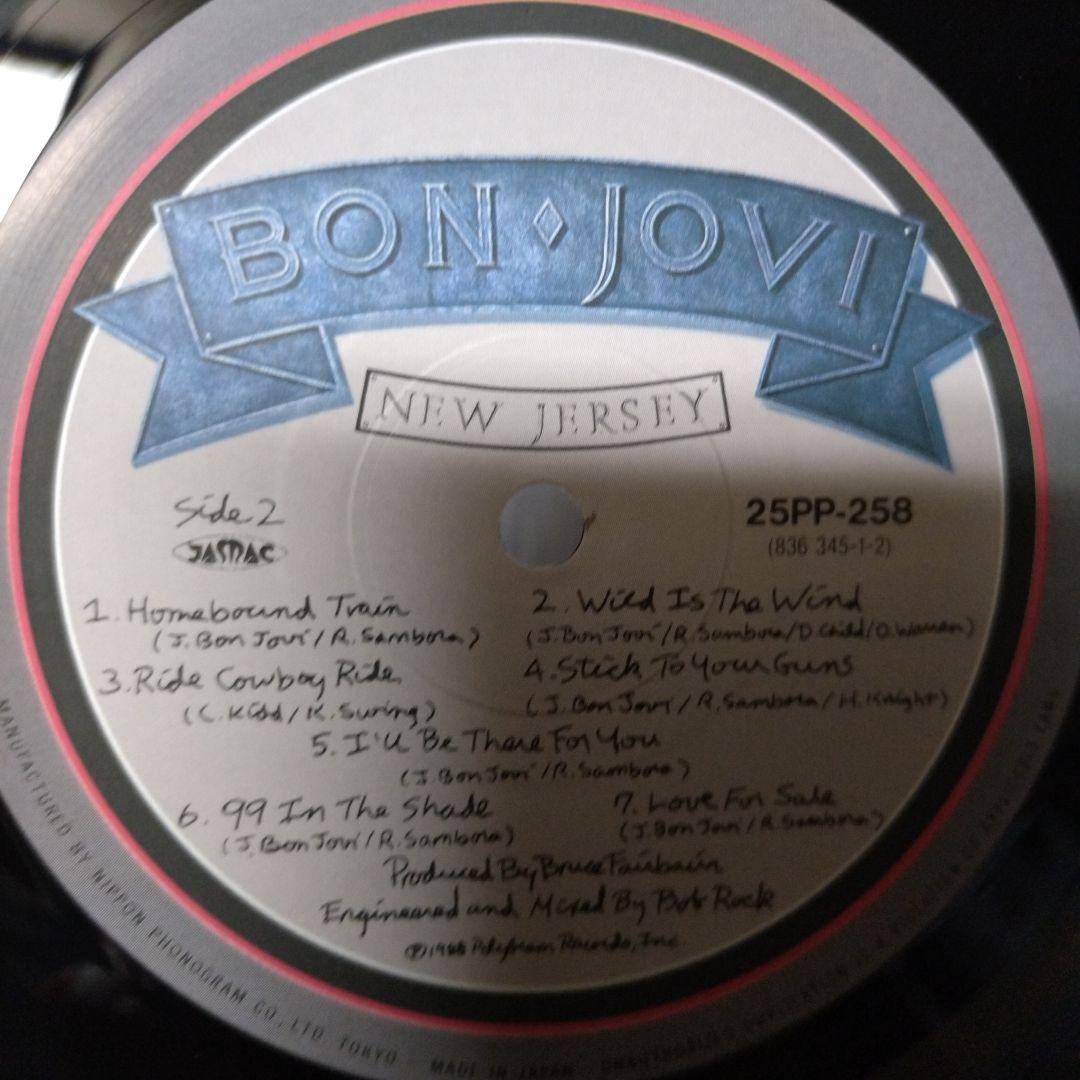 BON JOVI
NEW JERSEY
Side 2
JASRAC
25PP-258
(836 345-1-2)
1. Homebound Train
(J. Bon Jovi / R. Sambora)
2. Wild Is The Wind
(J. Bon Jovi / R. Sambora / D. Child / D. Warren)
3. Ride Cowboy Ride
(C. Kidd / K. Swing)
4. Stick To Your Guns
(J. Bon Jovi / R. Sambora / H. Knight)
5. I'll Be There For You
(J. Bon Jovi / R. Sambora)
6. 99 In The Shade
(J. Bon Jovi / R. Sambora)
7. Love For Sale
(J. Bon Jovi / R. Sambora)
Produced By Bruce Fairbairn
Engineered and Mixed By Bob Rock
℗ 1988 Polygram Records, Inc
MANUFACTURED BY NIPPON PHONOGRAM CO., LTD. TOKYO MADE IN JAPAN